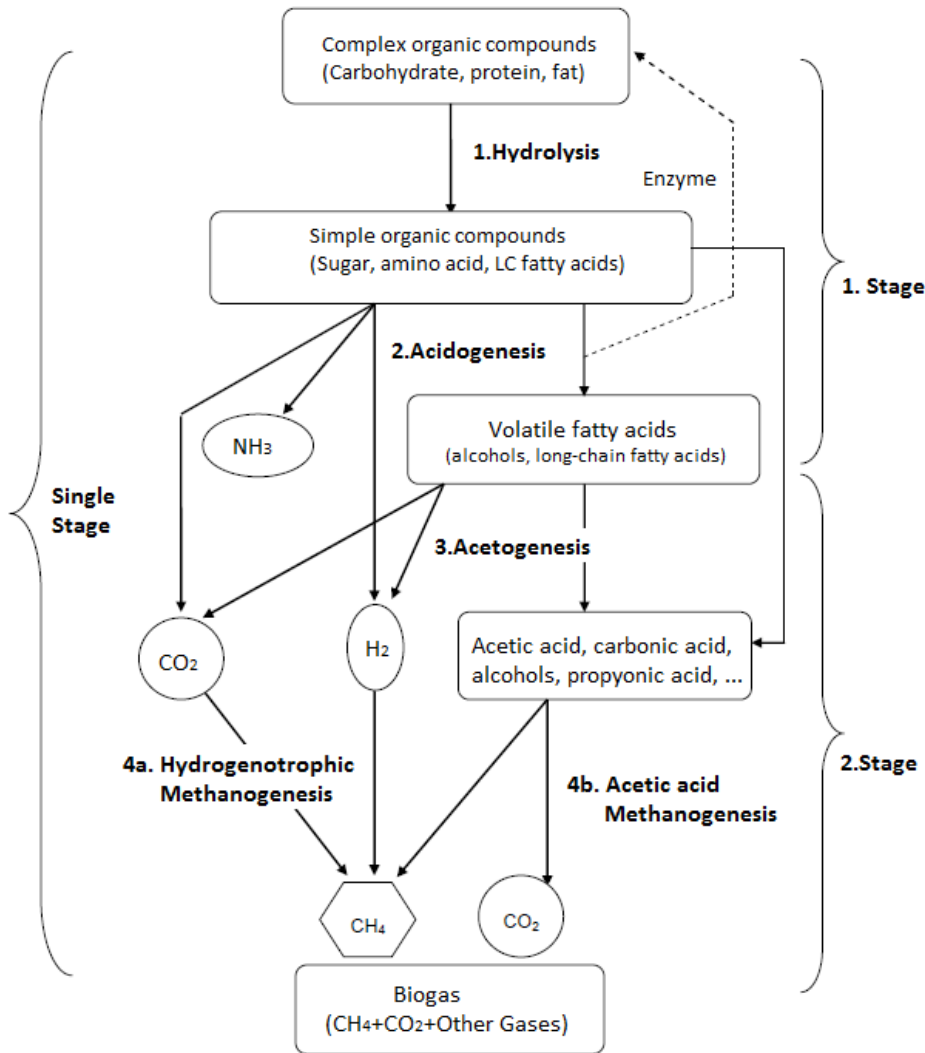 Complex organic compounds
(Carbohydrate, protein, fat)
1.Hydrolysis
Enzyme
Simple organic compounds
(Sugar, amino acid, LC fatty acids)
1. Stage
2.Acidogenesis
NH₃
Volatile fatty acids
(alcohols, long-chain fatty acids)
Single
Stage
3.Acetogenesis
CO₂
H₂
Acetic acid, carbonic acid,
alcohols, propyonic acid, ...
4a. Hydrogenotrophic
Methanogenesis
4b. Acetic acid
Methanogenesis
2.Stage
CH₄
CO₂
Biogas
(CH₄+CO₂+Other Gases)